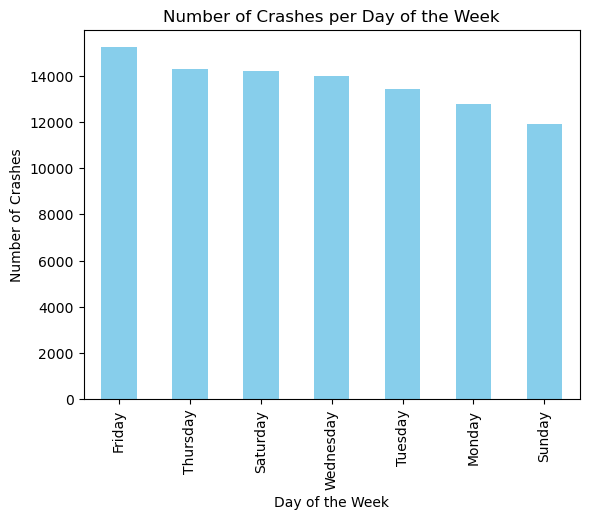 Number of Crashes per Day of the Week
Number of Crashes
14000
12000
10000
8000
6000
4000
2000
0
Friday
Thursday
Saturday
Wednesday
Tuesday
Monday
Sunday
Day of the Week